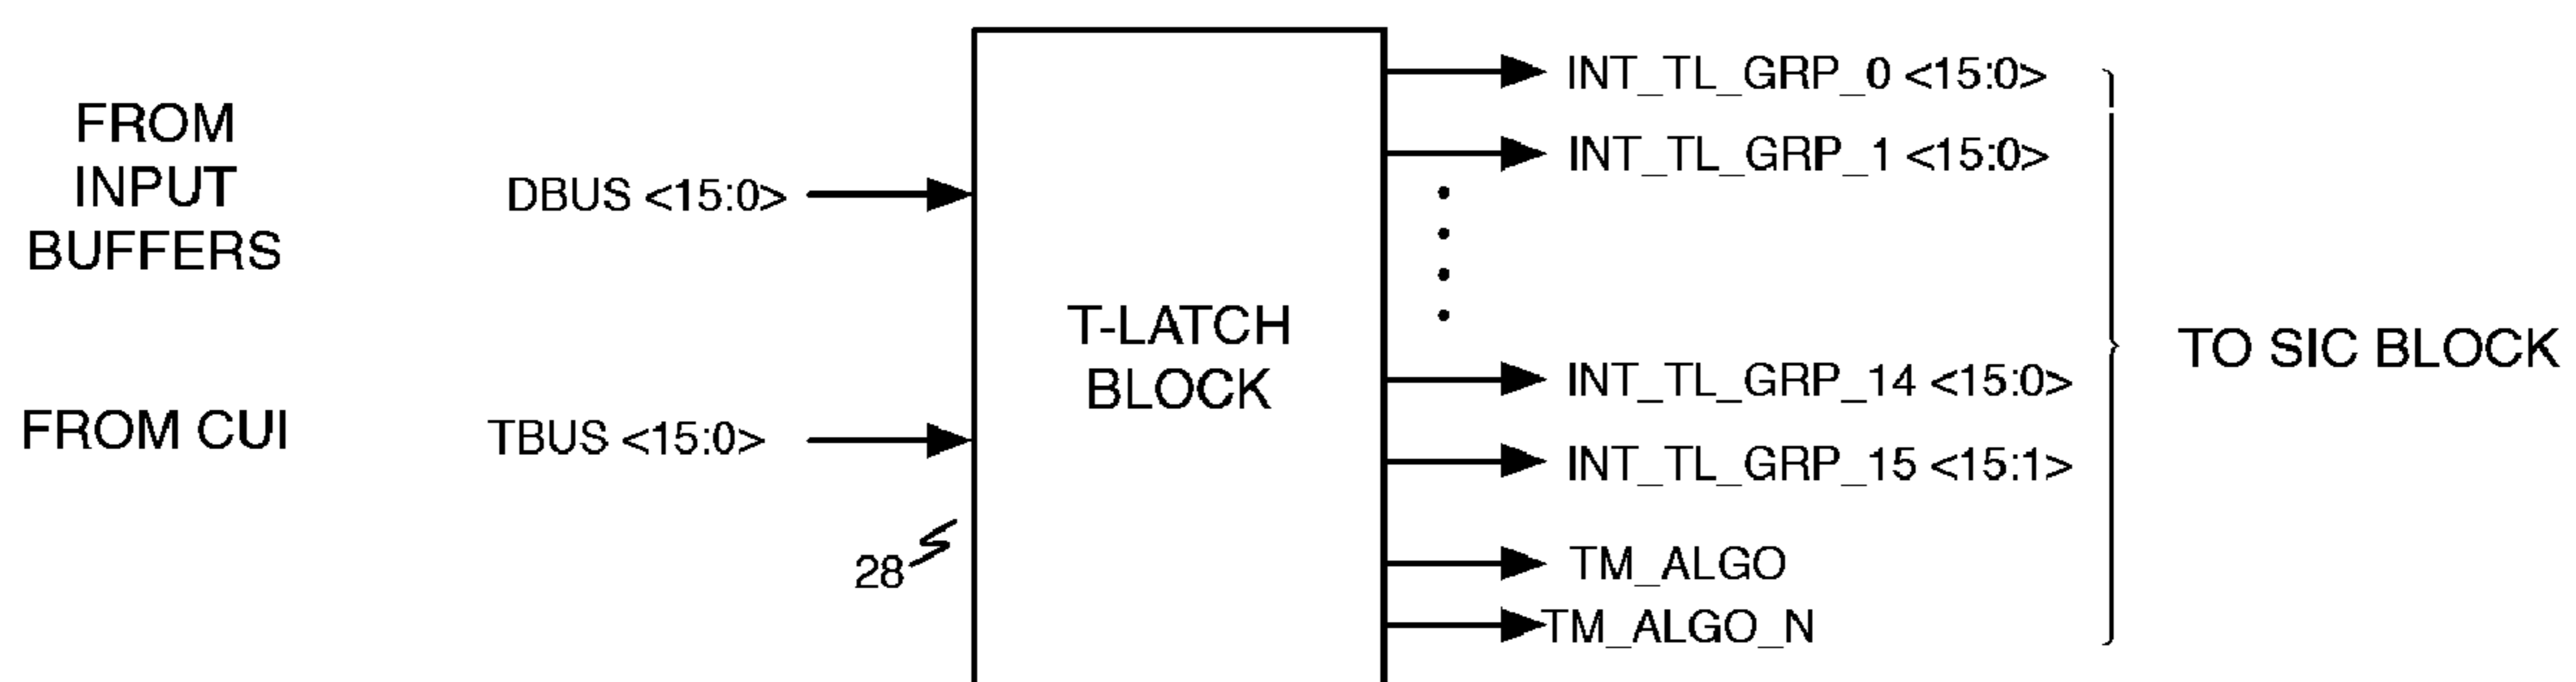 FROM
INPUT
BUFFERS
DBUS <15:0>
FROM CUI
TBUS <15:0>
28
T-LATCH
BLOCK
INT_TL_GRP_0 <15:0>
INT_TL_GRP_1 <15:0>
INT_TL_GRP_14 <15:0>
INT_TL_GRP_15 <15:1>
TM_ALGO
TM_ALGO_N
TO SIC BLOCK